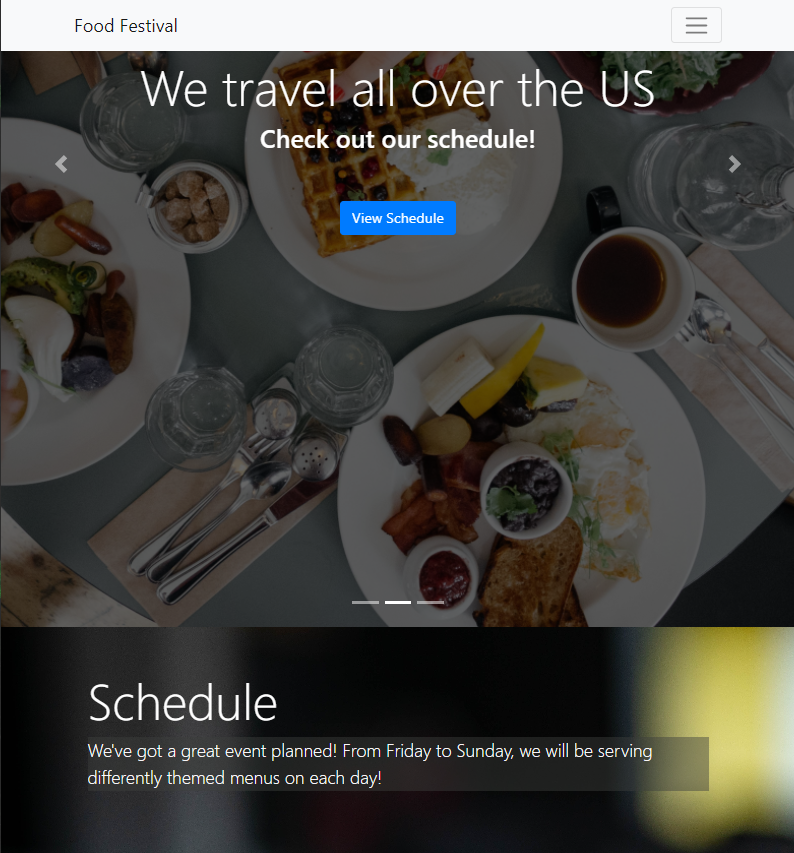 Food Festival
We travel all over the US
Check out our schedule!
View Schedule
Schedule
We've got a great event planned! From Friday to Sunday, we will be serving
differently themed menus on each day!